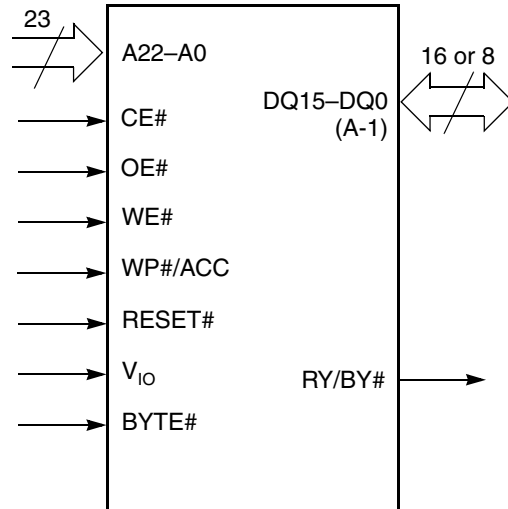 23
A22–A0
CE#
OE#
WE#
WP#/ACC
RESET#
VIO
BYTE#
16 or 8
DQ15–DQ0
(A-1)
RY/BY#